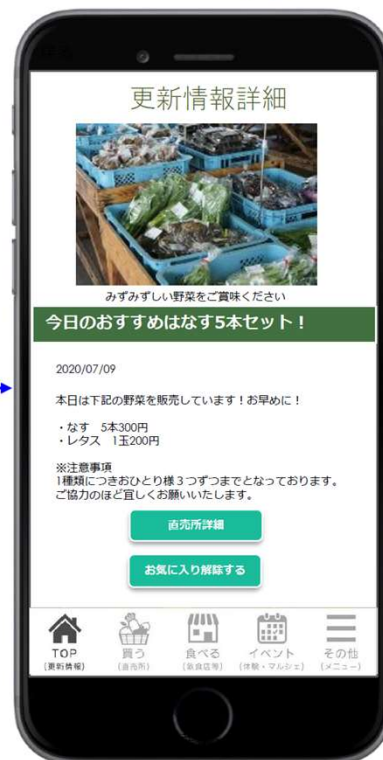 更新情報詳細
みずみずしい野菜をご賞味ください
今日のおすすめはなす5本セット！
2020/07/09
本日は下記の野菜を販売しています！お早めに！
・なす　5本300円
・レタス　1玉200円
※注意事項
1種類につきおひとり様３つずつまでとなっております。
ご協力のほど宜しくお願いいたします。
直売所詳細
お気に入り解除する
TOP 買う 食べる イベント その他
(更新情報) (直売所) (飲食店等) (体験・マルシェ) (メニュー)